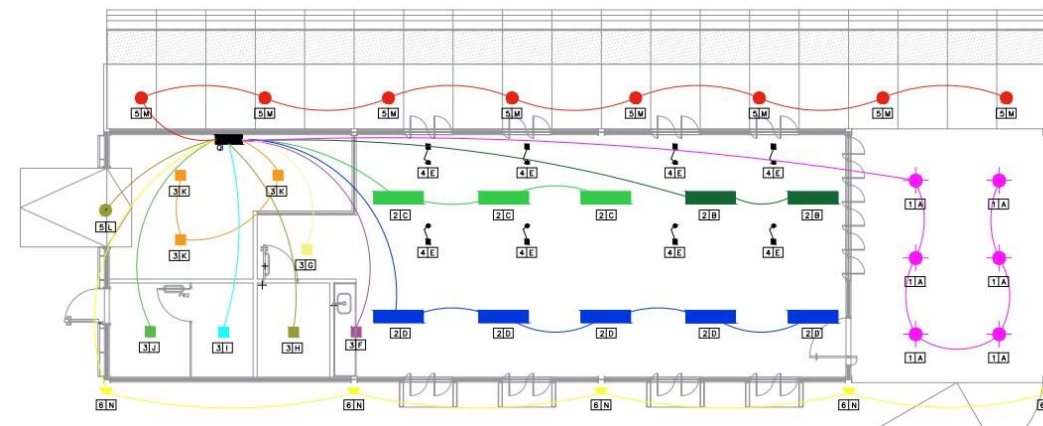 5 M 5 M 5 M 5 M 5 M 5 M 5 M 5 M
QI
4 E 4 E 4 E 4 E
3 K 3 K
1 A 1 A
2 C 2 C 2 C 2 B 2 B
5 L
4 E 4 E 4 E 4 E
3 K
3 G
1 A 1 A
PB2
3 J 3 I 3 H 3 F
2 D 2 D 2 D 2 D 2 D
1 A 1 A
6 N 6 N 6 N 6 N 6